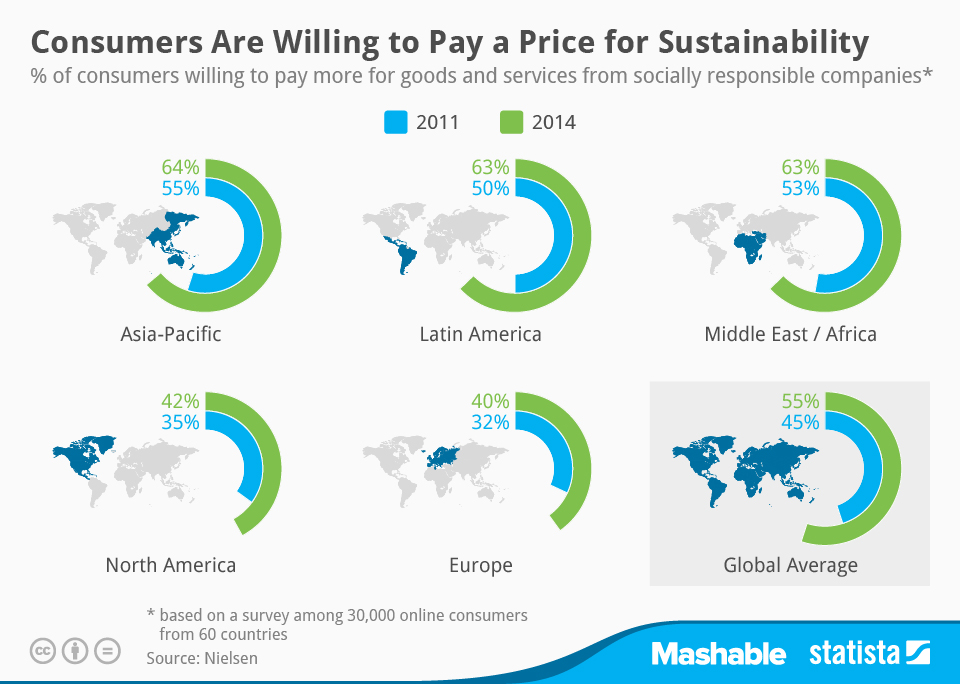 Consumers Are Willing to Pay a Price for Sustainability
% of consumers willing to pay more for goods and services from socially responsible companies*
2011 2014
64% 63% 63%
55% 50% 53%
Asia-Pacific Latin America Middle East / Africa
42% 40% 55%
35% 32% 45%
North America Europe Global Average
* based on a survey among 30,000 online consumers
from 60 countries
Source: Nielsen
cc
=
Mashable statista